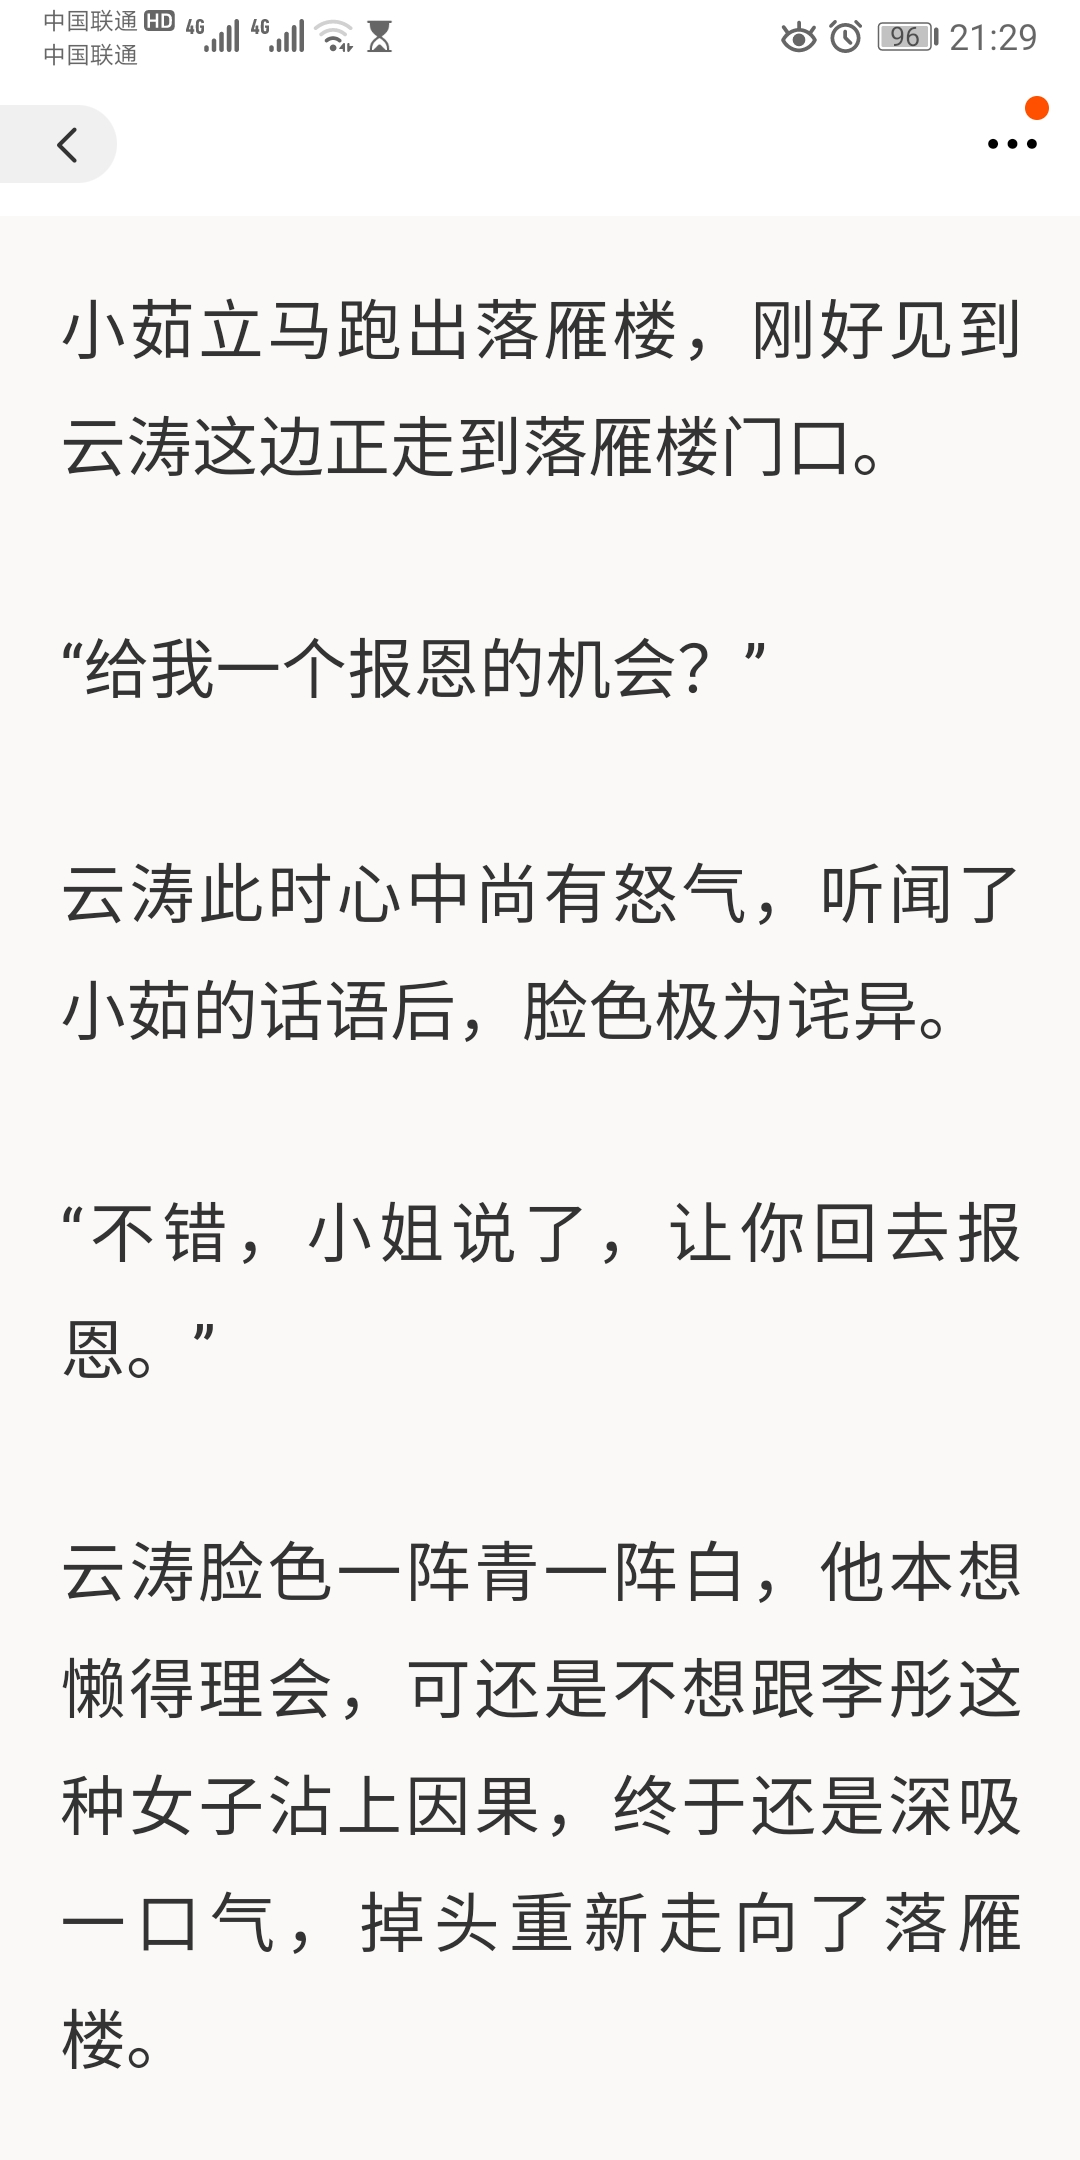 中国联通 HD 4G 4G 96 21:29
中国联通
小茹立马跑出落雁楼，刚好见到
云涛这边正走到落雁楼门口。
“给我一个报恩的机会？”
云涛此时心中尚有怒气，听闻了
小茹的话语后，脸色极为诧异。
“不错，小姐说了，让你回去报
恩。”
云涛脸色一阵青一阵白，他本想
懒得理会，可还是不想跟李彤这
种女子沾上因果，终于还是深吸
一口气，掉头重新走向了落雁
楼。